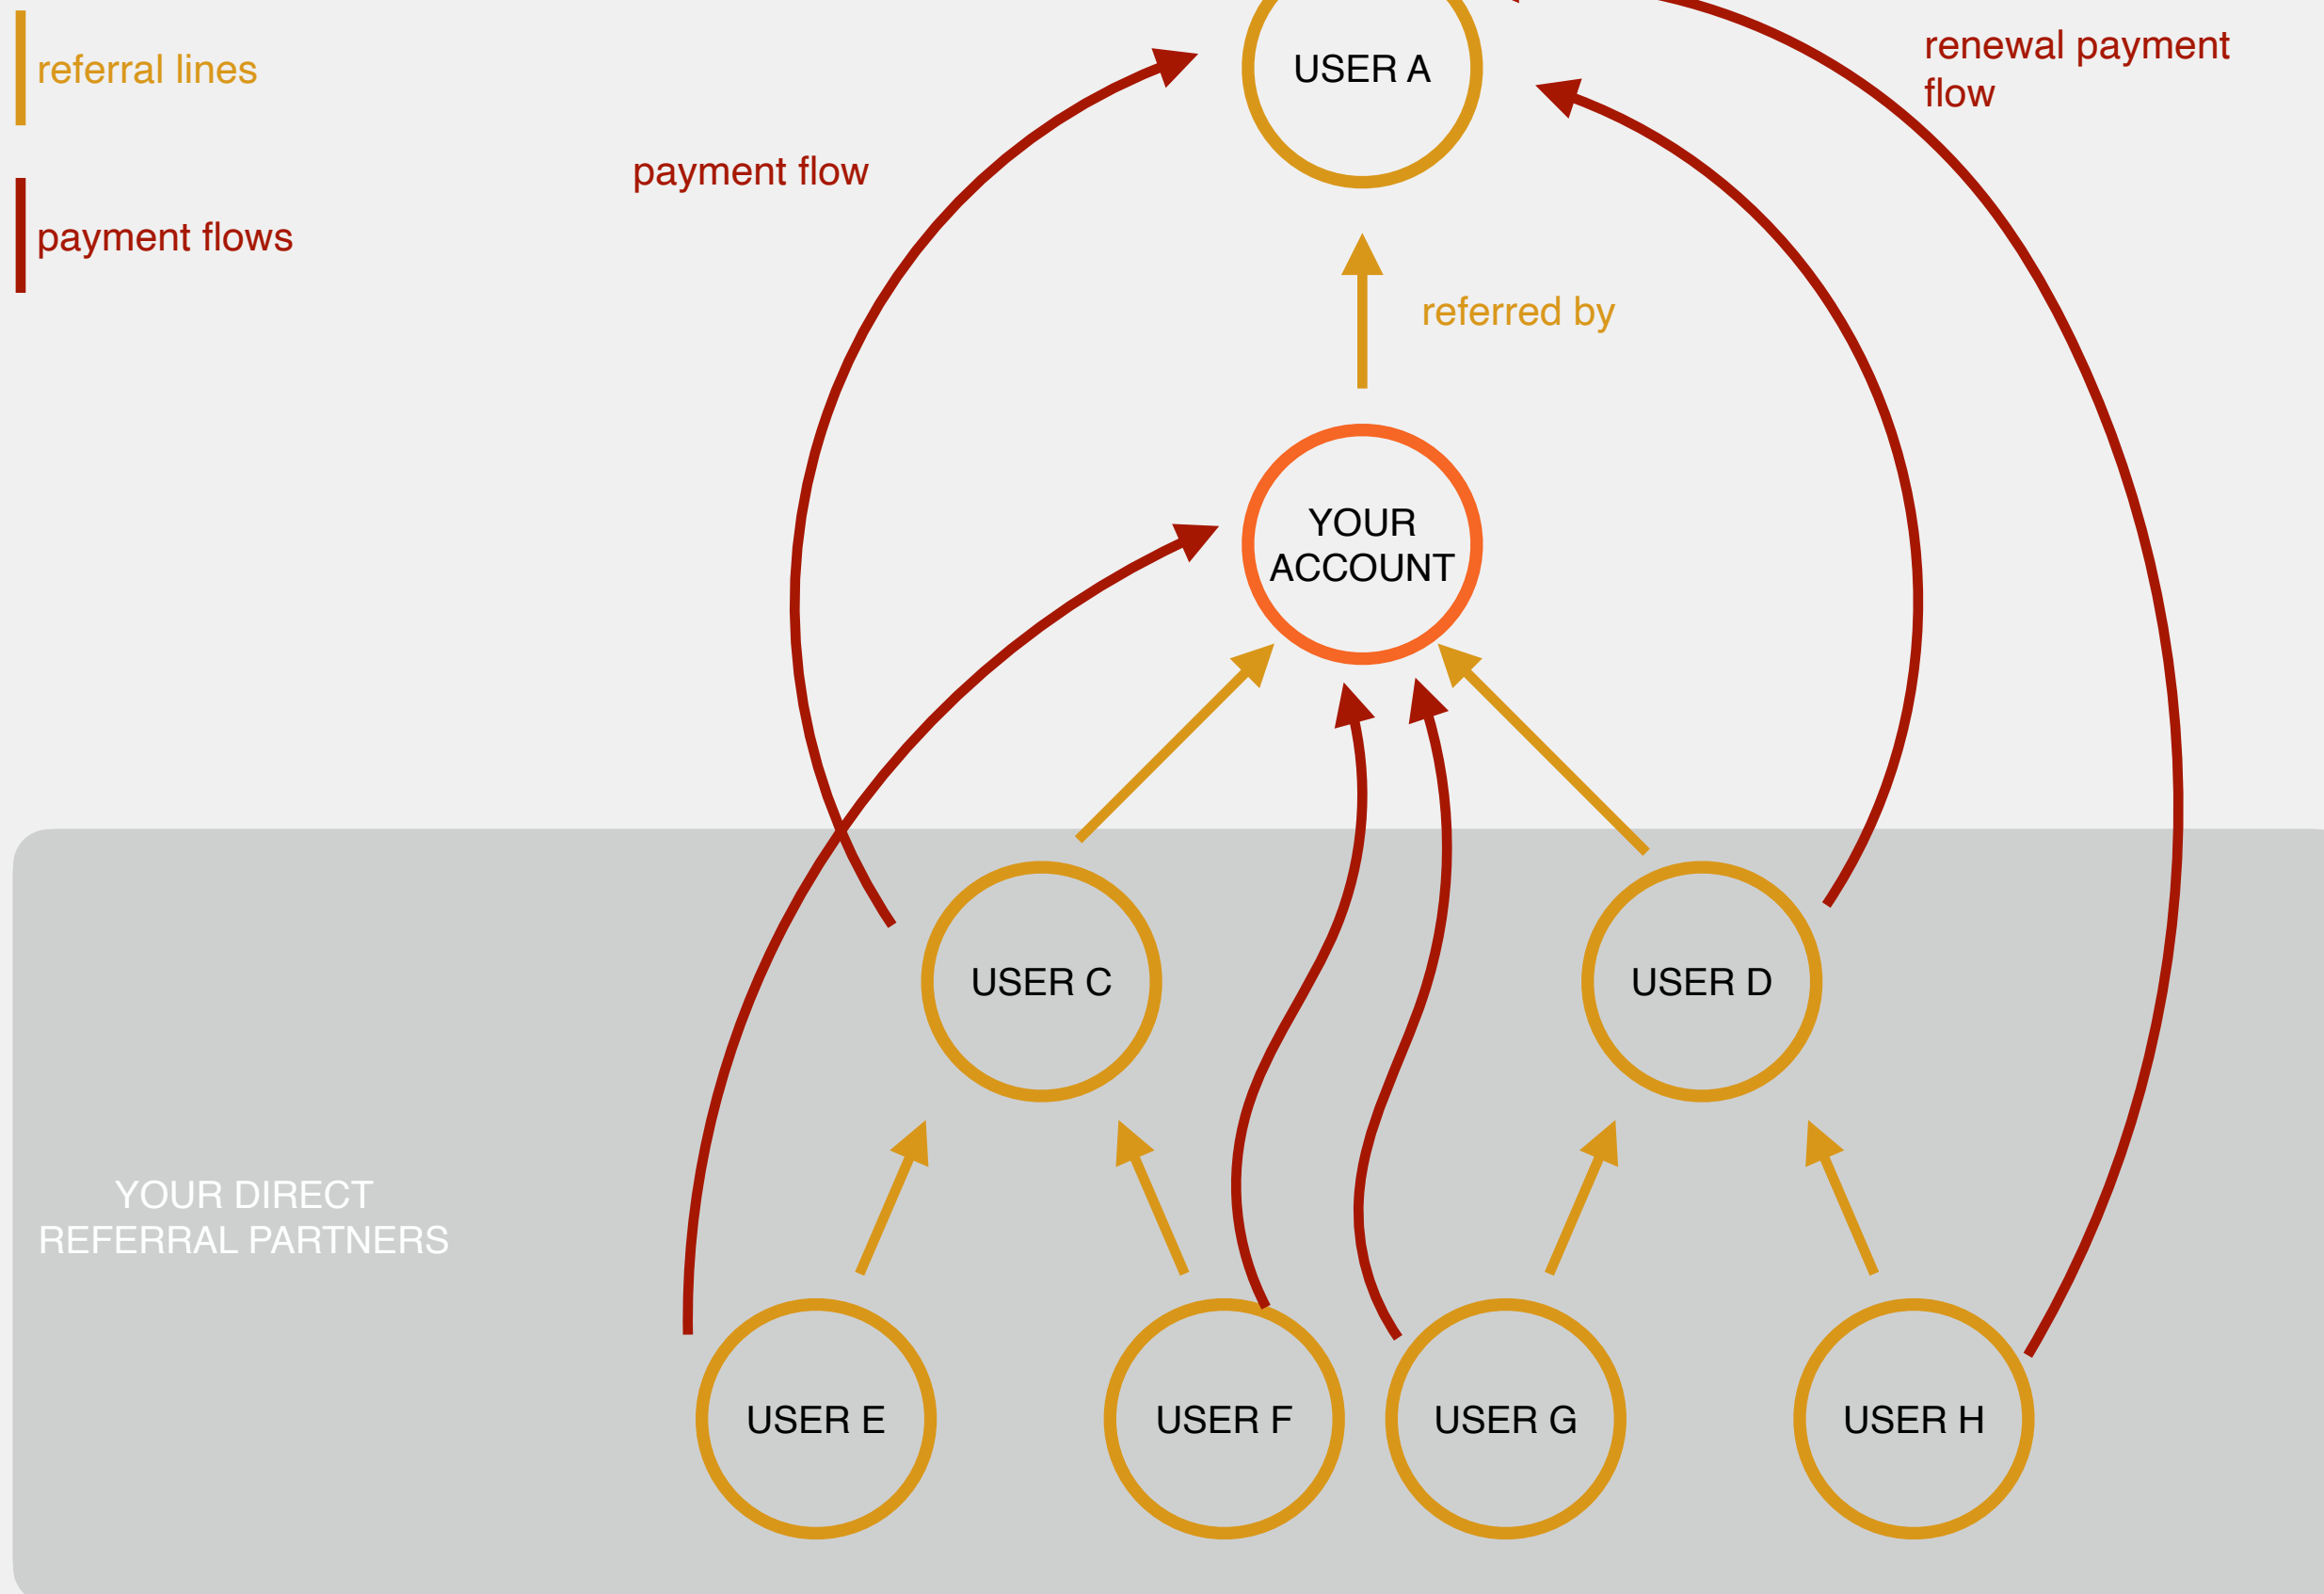 referral lines
payment flows
payment flow
USER A
renewal payment
flow
referred by
YOUR
ACCOUNT
USER C
USER D
YOUR DIRECT
REFERRAL PARTNERS
USER E
USER F
USER G
USER H